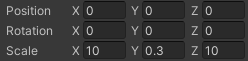 Position X 0 Y 0 Z 0
Rotation X 0 Y 0 Z 0
Scale X 10 Y 0.3 Z 10